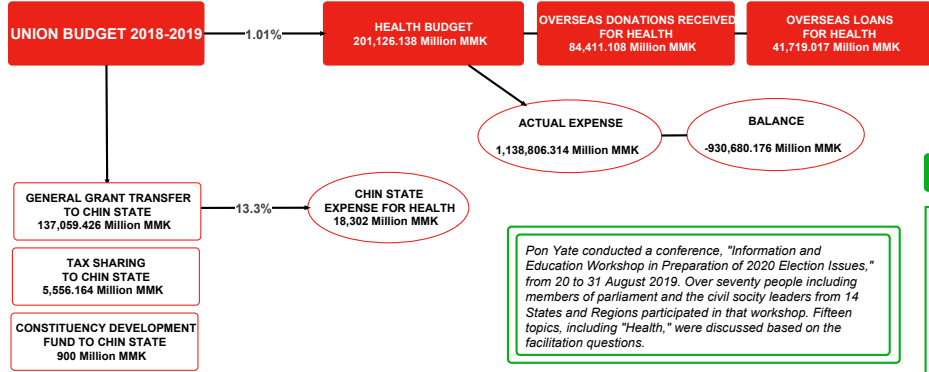 UNION BUDGET 2018-2019
1.01%
HEALTH BUDGET
201,126.138 Million MMK
OVERSEAS DONATIONS RECEIVED
FOR HEALTH
84,411.108 Million MMK
OVERSEAS LOANS
FOR HEALTH
41,719.017 Million MMK
ACTUAL EXPENSE
1,138,806.314 Million MMK
BALANCE
-930,680.176 Million MMK
GENERAL GRANT TRANSFER
TO CHIN STATE
137,059.426 Million MMK
13.3%
CHIN STATE
EXPENSE FOR HEALTH
18,302 Million MMK
TAX SHARING
TO CHIN STATE
5,556.164 Million MMK
CONSTITUENCY DEVELOPMENT
FUND TO CHIN STATE
900 Million MMK
Pon Yate conducted a conference, "Information and
Education Workshop in Preparation of 2020 Election Issues,"
from 20 to 31 August 2019. Over seventy people including
members of parliament and the civil socity leaders from 14
States and Regions participated in that workshop. Fifteen
topics, including "Health," were discussed based on the
facilitation questions.